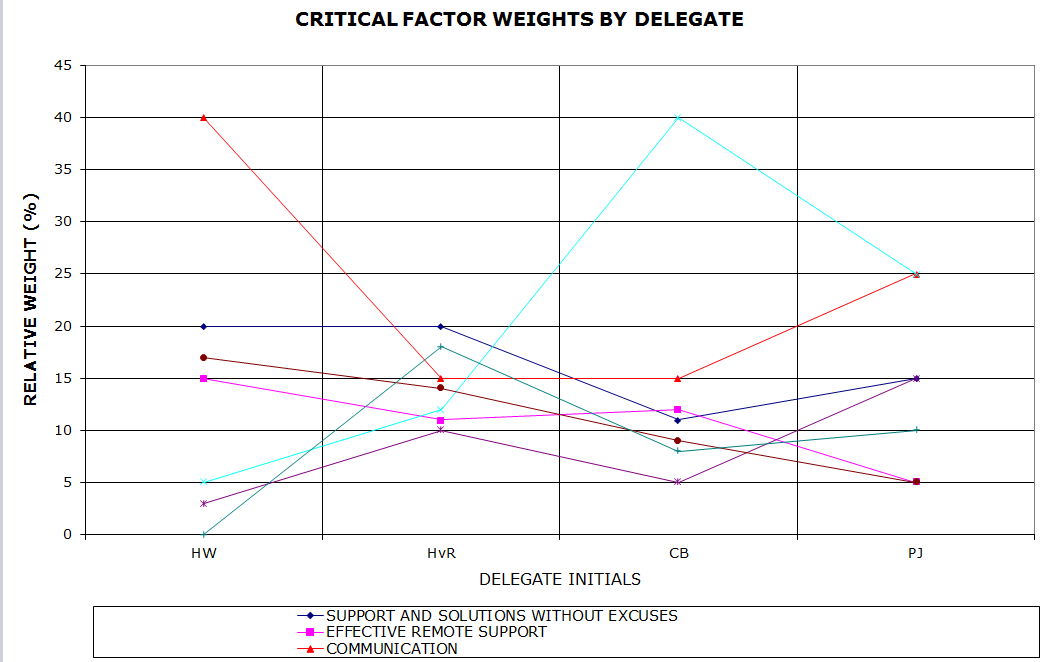 CRITICAL FACTOR WEIGHTS BY DELEGATE
45
40
35
30
25
20
15
10
5
0
RELATIVE WEIGHT (%)
HW HvR CB PJ
DELEGATE INITIALS
SUPPORT AND SOLUTIONS WITHOUT EXCUSES
EFFECTIVE REMOTE SUPPORT
COMMUNICATION